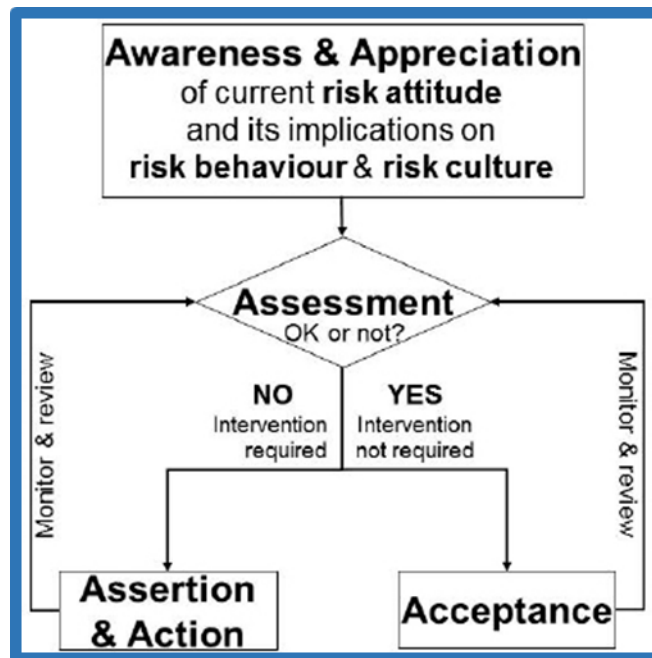 Awareness & Appreciation
of current risk attitude
and its implications on
risk behaviour & risk culture
Assessment
OK or not?
NO
Intervention
required
YES
Intervention
not required
Monitor & review
Monitor & review
Assertion
& Action
Acceptance